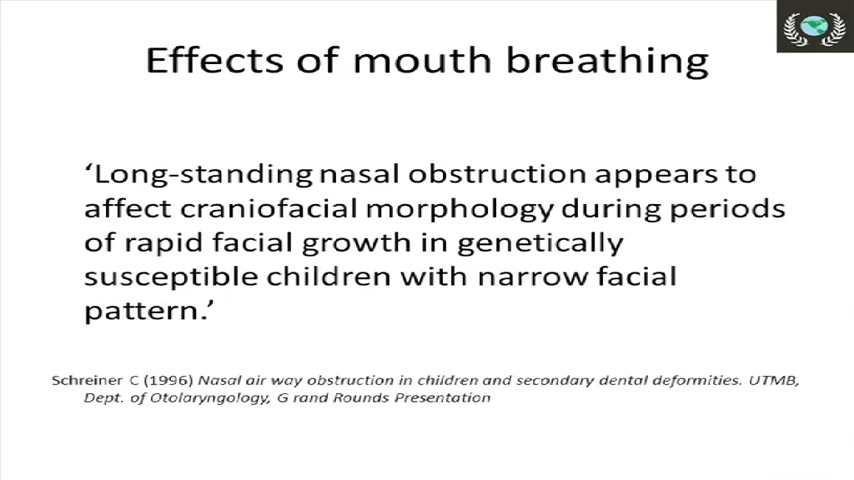 Effects of mouth breathing
‘Long-standing nasal obstruction appears to
affect craniofacial morphology during periods
of rapid facial growth in genetically
susceptible children with narrow facial
pattern.’
Schreiner C (1996) Nasal air way obstruction in children and secondary dental deformities. UTMB,
Dept. of Otolaryngology, G rand Rounds Presentation